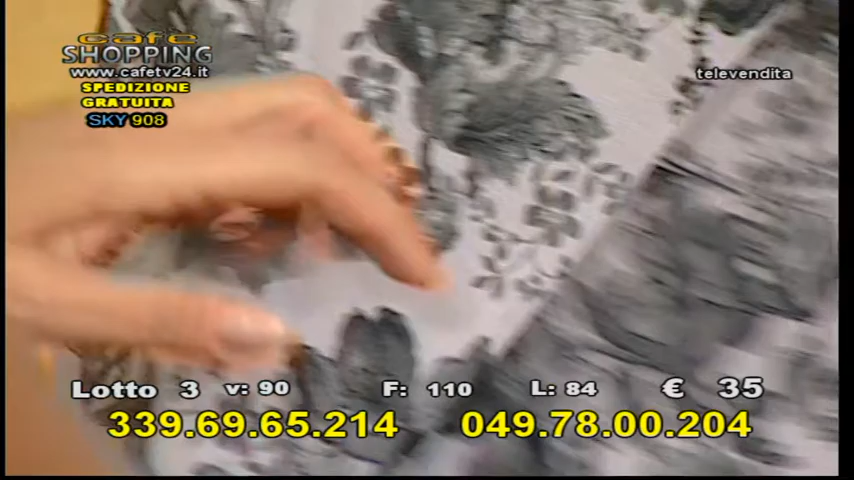 cafe
SHOPPING
www.cafetv24.it
SPEDIZIONE
GRATUITA
SKY 908
televendita
Lotto 3 v: 90 F: 110 L: 84 € 35
339.69.65.214 049.78.00.204